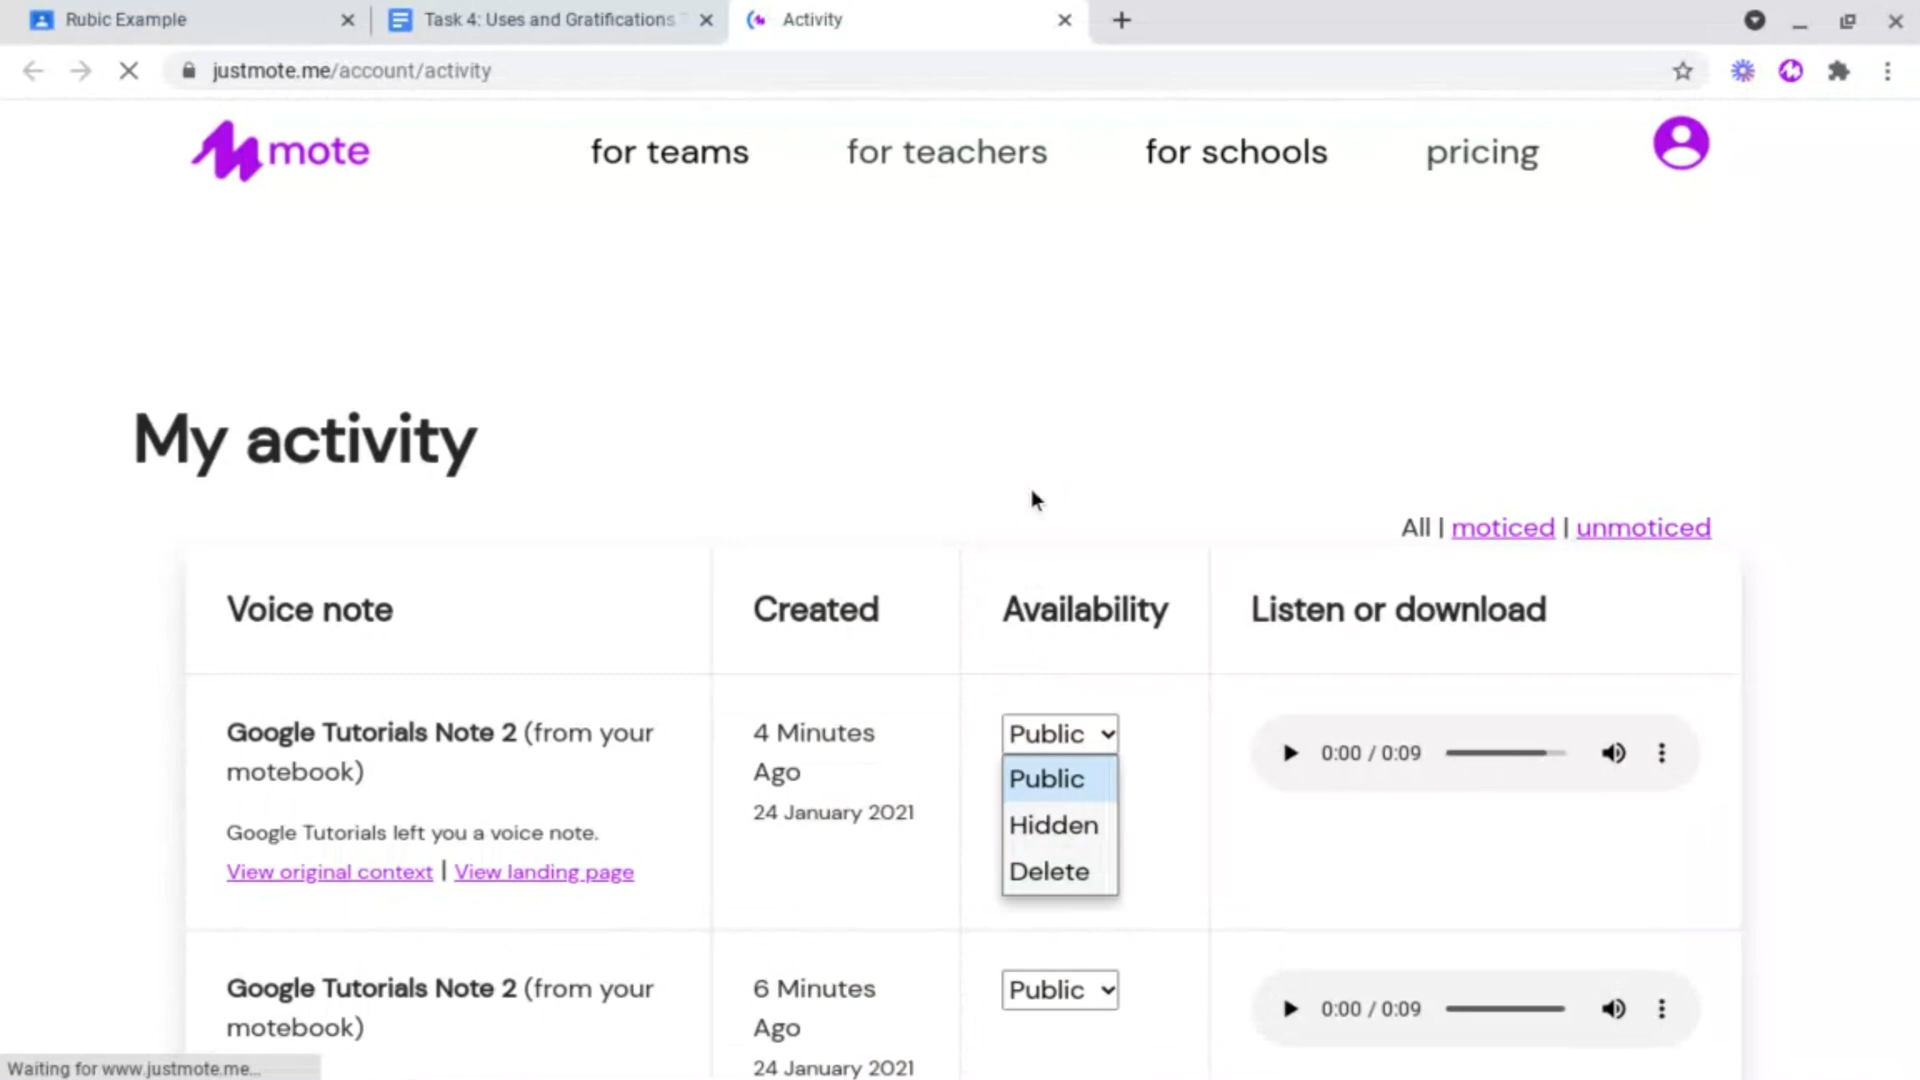 Rubic Example
Task 4: Uses and Gratifications
Activity
justmote.me/account/activity
mote
for teams
for teachers
for schools
pricing
My activity
All | moticed | unmoticed
Voice note
Created
Availability
Listen or download
Google Tutorials Note 2 (from your
motebook)
Google Tutorials left you a voice note.
View original context | View landing page
4 Minutes
Ago
24 January 2021
Public
Public
Hidden
Delete
0:00 / 0:09
Google Tutorials Note 2 (from your
motebook)
6 Minutes
Ago
24 January 2021
Public
0:00 / 0:09
Waiting for www.justmote.me...